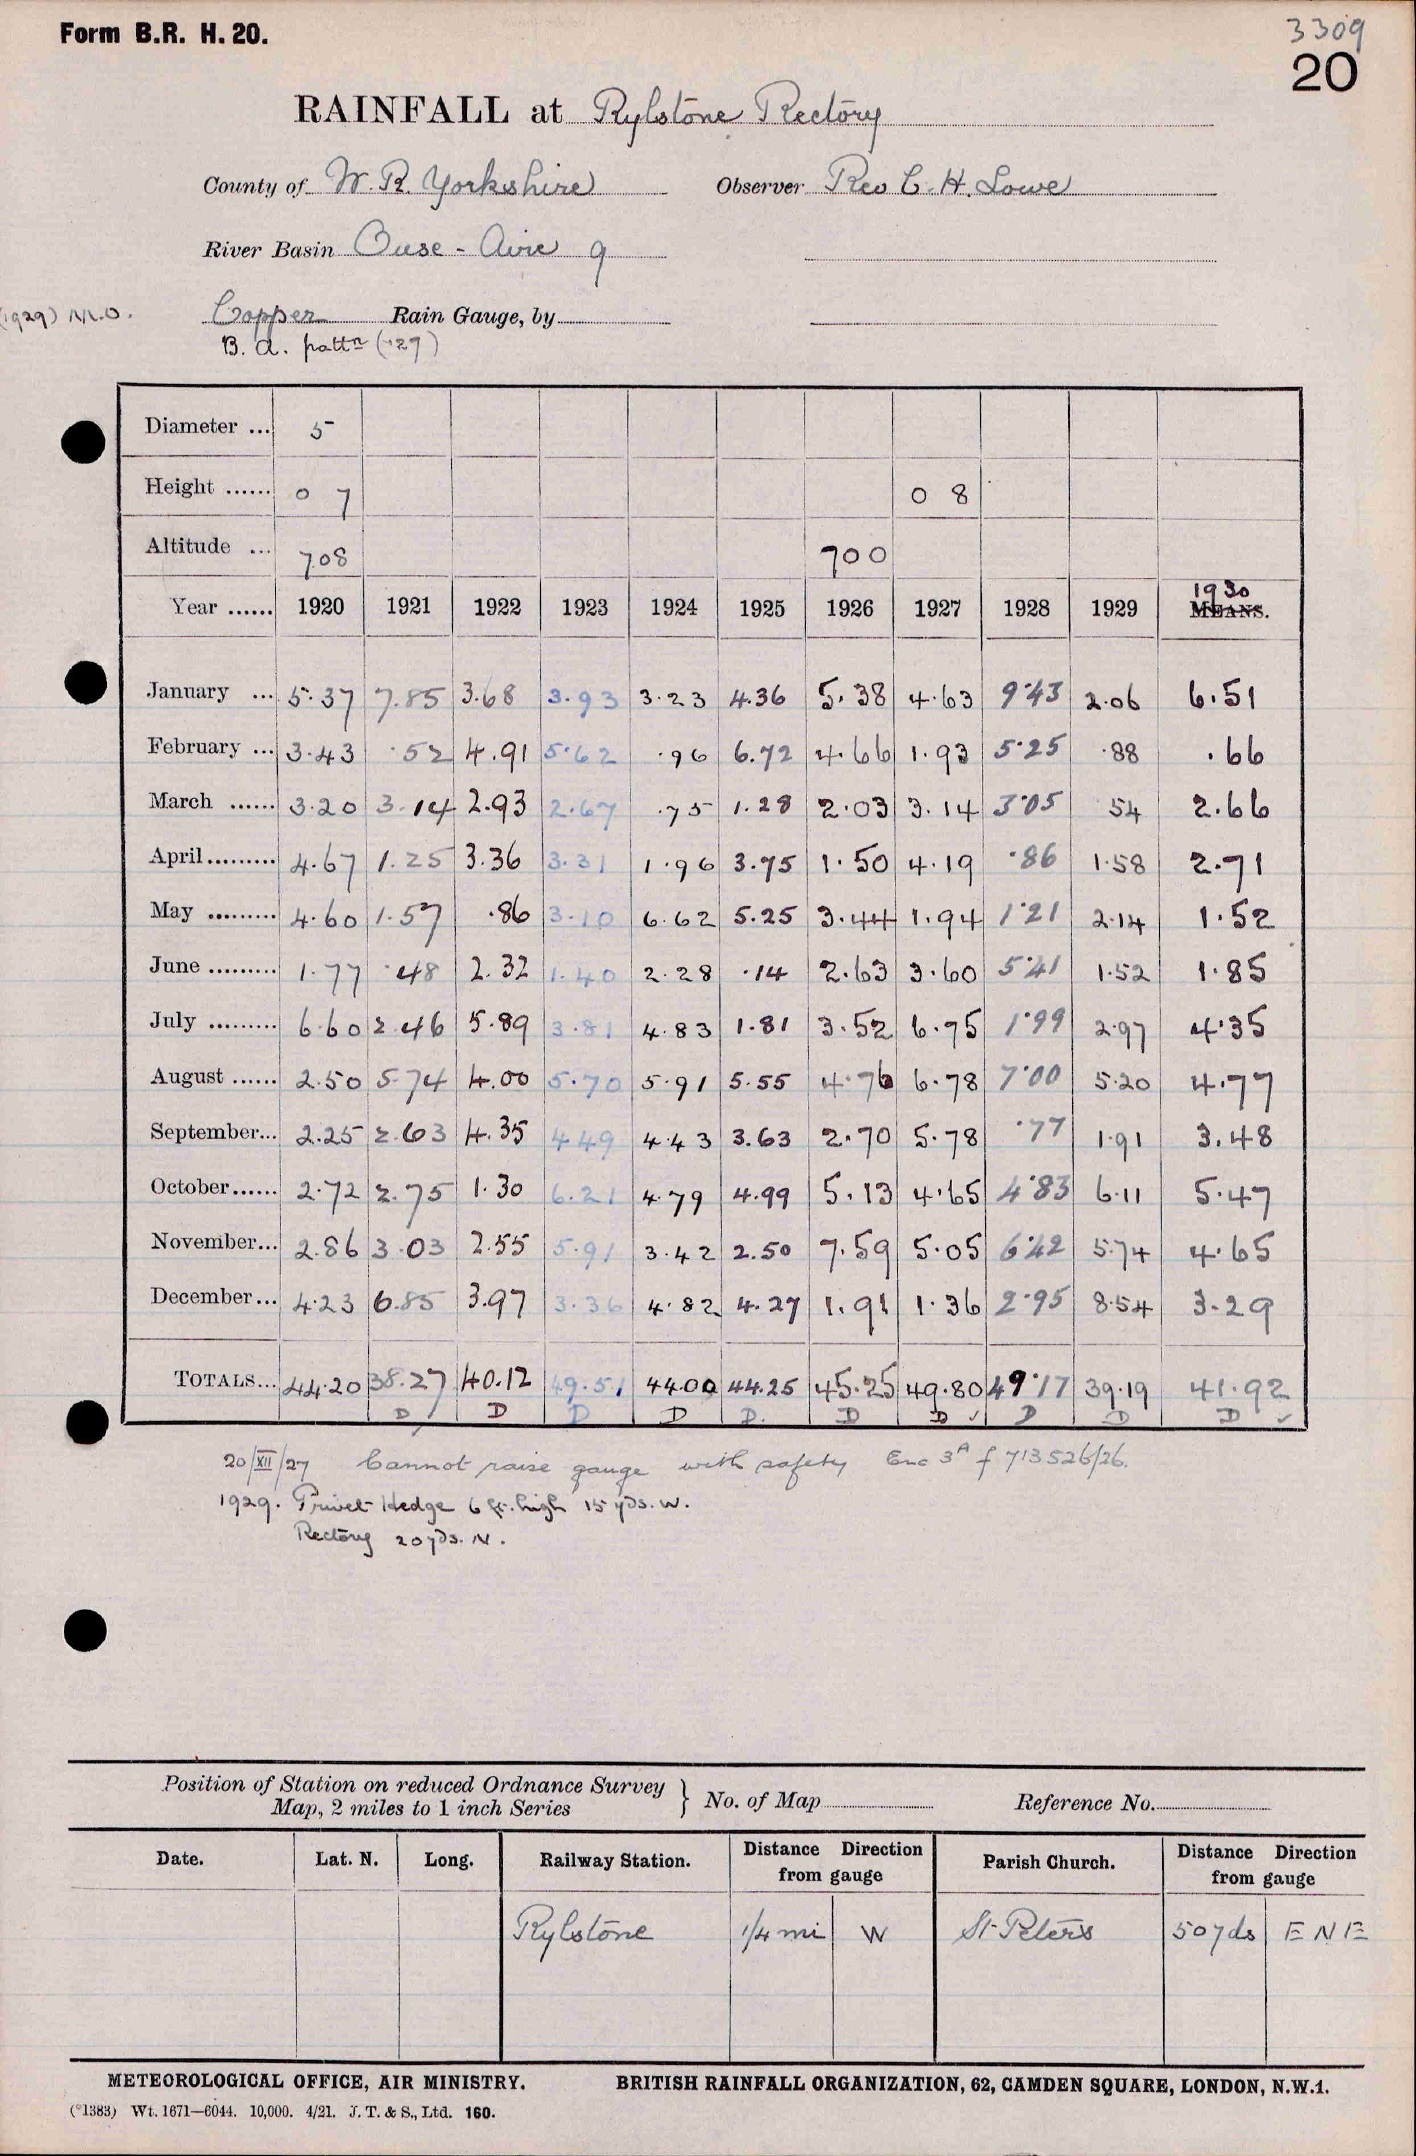 Form B.R. H. 20.
3309
20
RAINFALL at Rylstone Rectory
County of W. R. Yorkshire Observer Rev C. H. Lowe
River Basin Ouse - Aire 9
(1929) M.O. Copper Rain Gauge, by
B. A. pattn ('29)
Diameter ... 5
Height ...... 0 7 0 8
Altitude ... 708 700
1930
Year ...... 1920 1921 1922 1923 1924 1925 1926 1927 1928 1929 MEANS.
January ... 5.37 7.85 3.68 3.93 3.23 4.36 5.38 4.63 9.43 2.06 6.51
February ... 3.43 .52 4.91 5.62 .96 6.72 4.66 1.93 5.25 .88 .66
March ...... 3.20 3.14 2.93 2.67 .75 1.28 2.03 3.14 3.05 54 2.66
April ......... 4.67 1.25 3.36 3.31 1.96 3.75 1.50 4.19 .86 1.58 2.71
May ......... 4.60 1.57 .86 3.10 6.62 5.25 3.44 1.94 1.21 2.14 1.52
June ......... 1.77 .48 2.32 1.40 2.28 .14 2.63 3.60 5.41 1.52 1.85
July ......... 6.60 2.46 5.89 3.81 4.83 1.81 3.52 6.75 1.99 2.97 4.35
August ...... 2.50 5.74 4.00 5.70 5.91 5.55 4.76 6.78 7.00 5.20 4.77
September... 2.25 2.63 4.35 4.49 4.43 3.63 2.70 5.78 .77 1.91 3.48
October...... 2.72 2.75 1.30 6.21 4.79 4.99 5.13 4.65 4.83 6.11 5.47
November... 2.86 3.03 2.55 5.91 3.42 2.50 7.59 5.05 6.42 5.74 4.65
December... 4.23 6.85 3.97 3.36 4.82 4.27 1.91 1.36 2.95 8.54 3.29
TOTALS... 44.20 38.27 40.12 49.51 44.00 44.25 45.25 49.80 49.17 39.19 41.92
D D D D D. D D ✓ D D D ✓
20/XII/27 Cannot raise gauge with safety Enc 3A f 713526/26.
1929. Privet Hedge 6 ft. high 15 yds. W.
Rectory 20 yds. N.
Position of Station on reduced Ordnance Survey
Map, 2 miles to 1 inch Series } No. of Map Reference No.
Date. Lat. N. Long. Railway Station. Distance Direction from gauge Parish Church. Distance Direction from gauge
Rylstone 1/4 mi W St Peters 50 yds E N E
METEOROLOGICAL OFFICE, AIR MINISTRY. BRITISH RAINFALL ORGANIZATION, 62, CAMDEN SQUARE, LONDON, N.W.1.
(°1383) Wt. 1671—6044. 10,000. 4/21. J. T. & S., Ltd. 160.